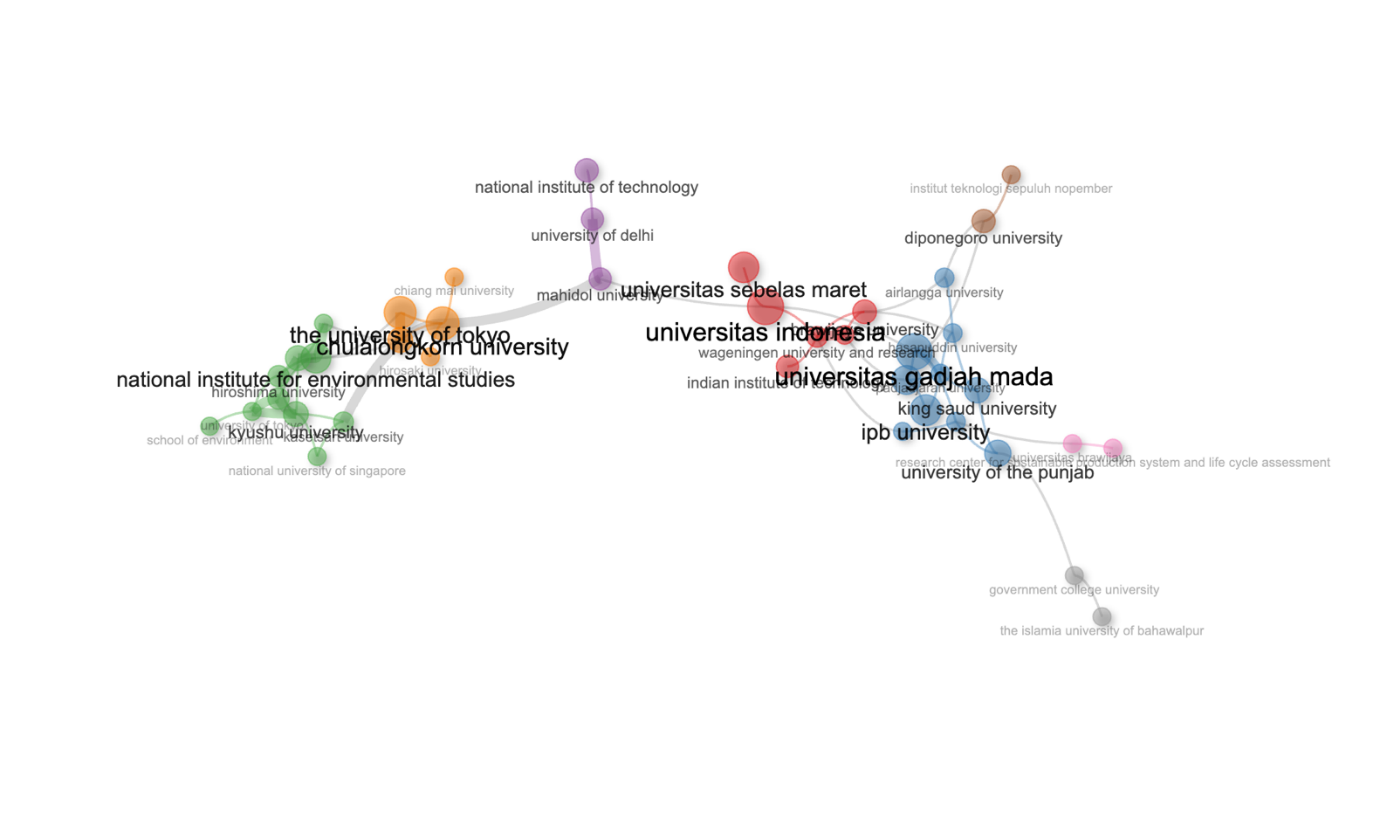 institut teknologi sepuluh nopember
national institute of technology
university of delhi
diponegoro university
chiang mai university
mahidol university
universitas sebelas maret
airlangga university
the university of tokyo
universitas indonesia
brawijaya university
chulalongkorn university
wageningen university and research
hasanuddin university
hirosaki university
national institute for environmental studies
indian institute of technology
universitas gadjah mada
padjadjaran university
hiroshima university
king saud university
university of tokyo
kyushu university
kasetsart university
school of environment
ipb university
universitas brawijaya
research center for sustainable production system and life cycle assessment
national university of singapore
university of the punjab
government college university
the islamia university of bahawalpur